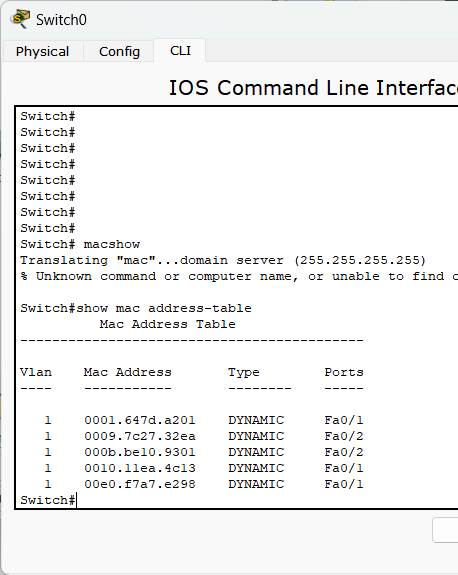 Switch0
Physical Config CLI
IOS Command Line Interfac
Switch#
Switch#
Switch#
Switch#
Switch#
Switch#
Switch#
Switch#
Switch# macshow
Translating "mac"...domain server (255.255.255.255)
% Unknown command or computer name, or unable to find
Switch#show mac address-table
Mac Address Table
-------------------------------------------
Vlan Mac Address Type Ports
---- ----------- -------- -----
1 0001.647d.a201 DYNAMIC Fa0/1
1 0009.7c27.32ea DYNAMIC Fa0/2
1 000b.be10.9301 DYNAMIC Fa0/2
1 0010.11ea.4c13 DYNAMIC Fa0/1
1 00e0.f7a7.e298 DYNAMIC Fa0/1
Switch#